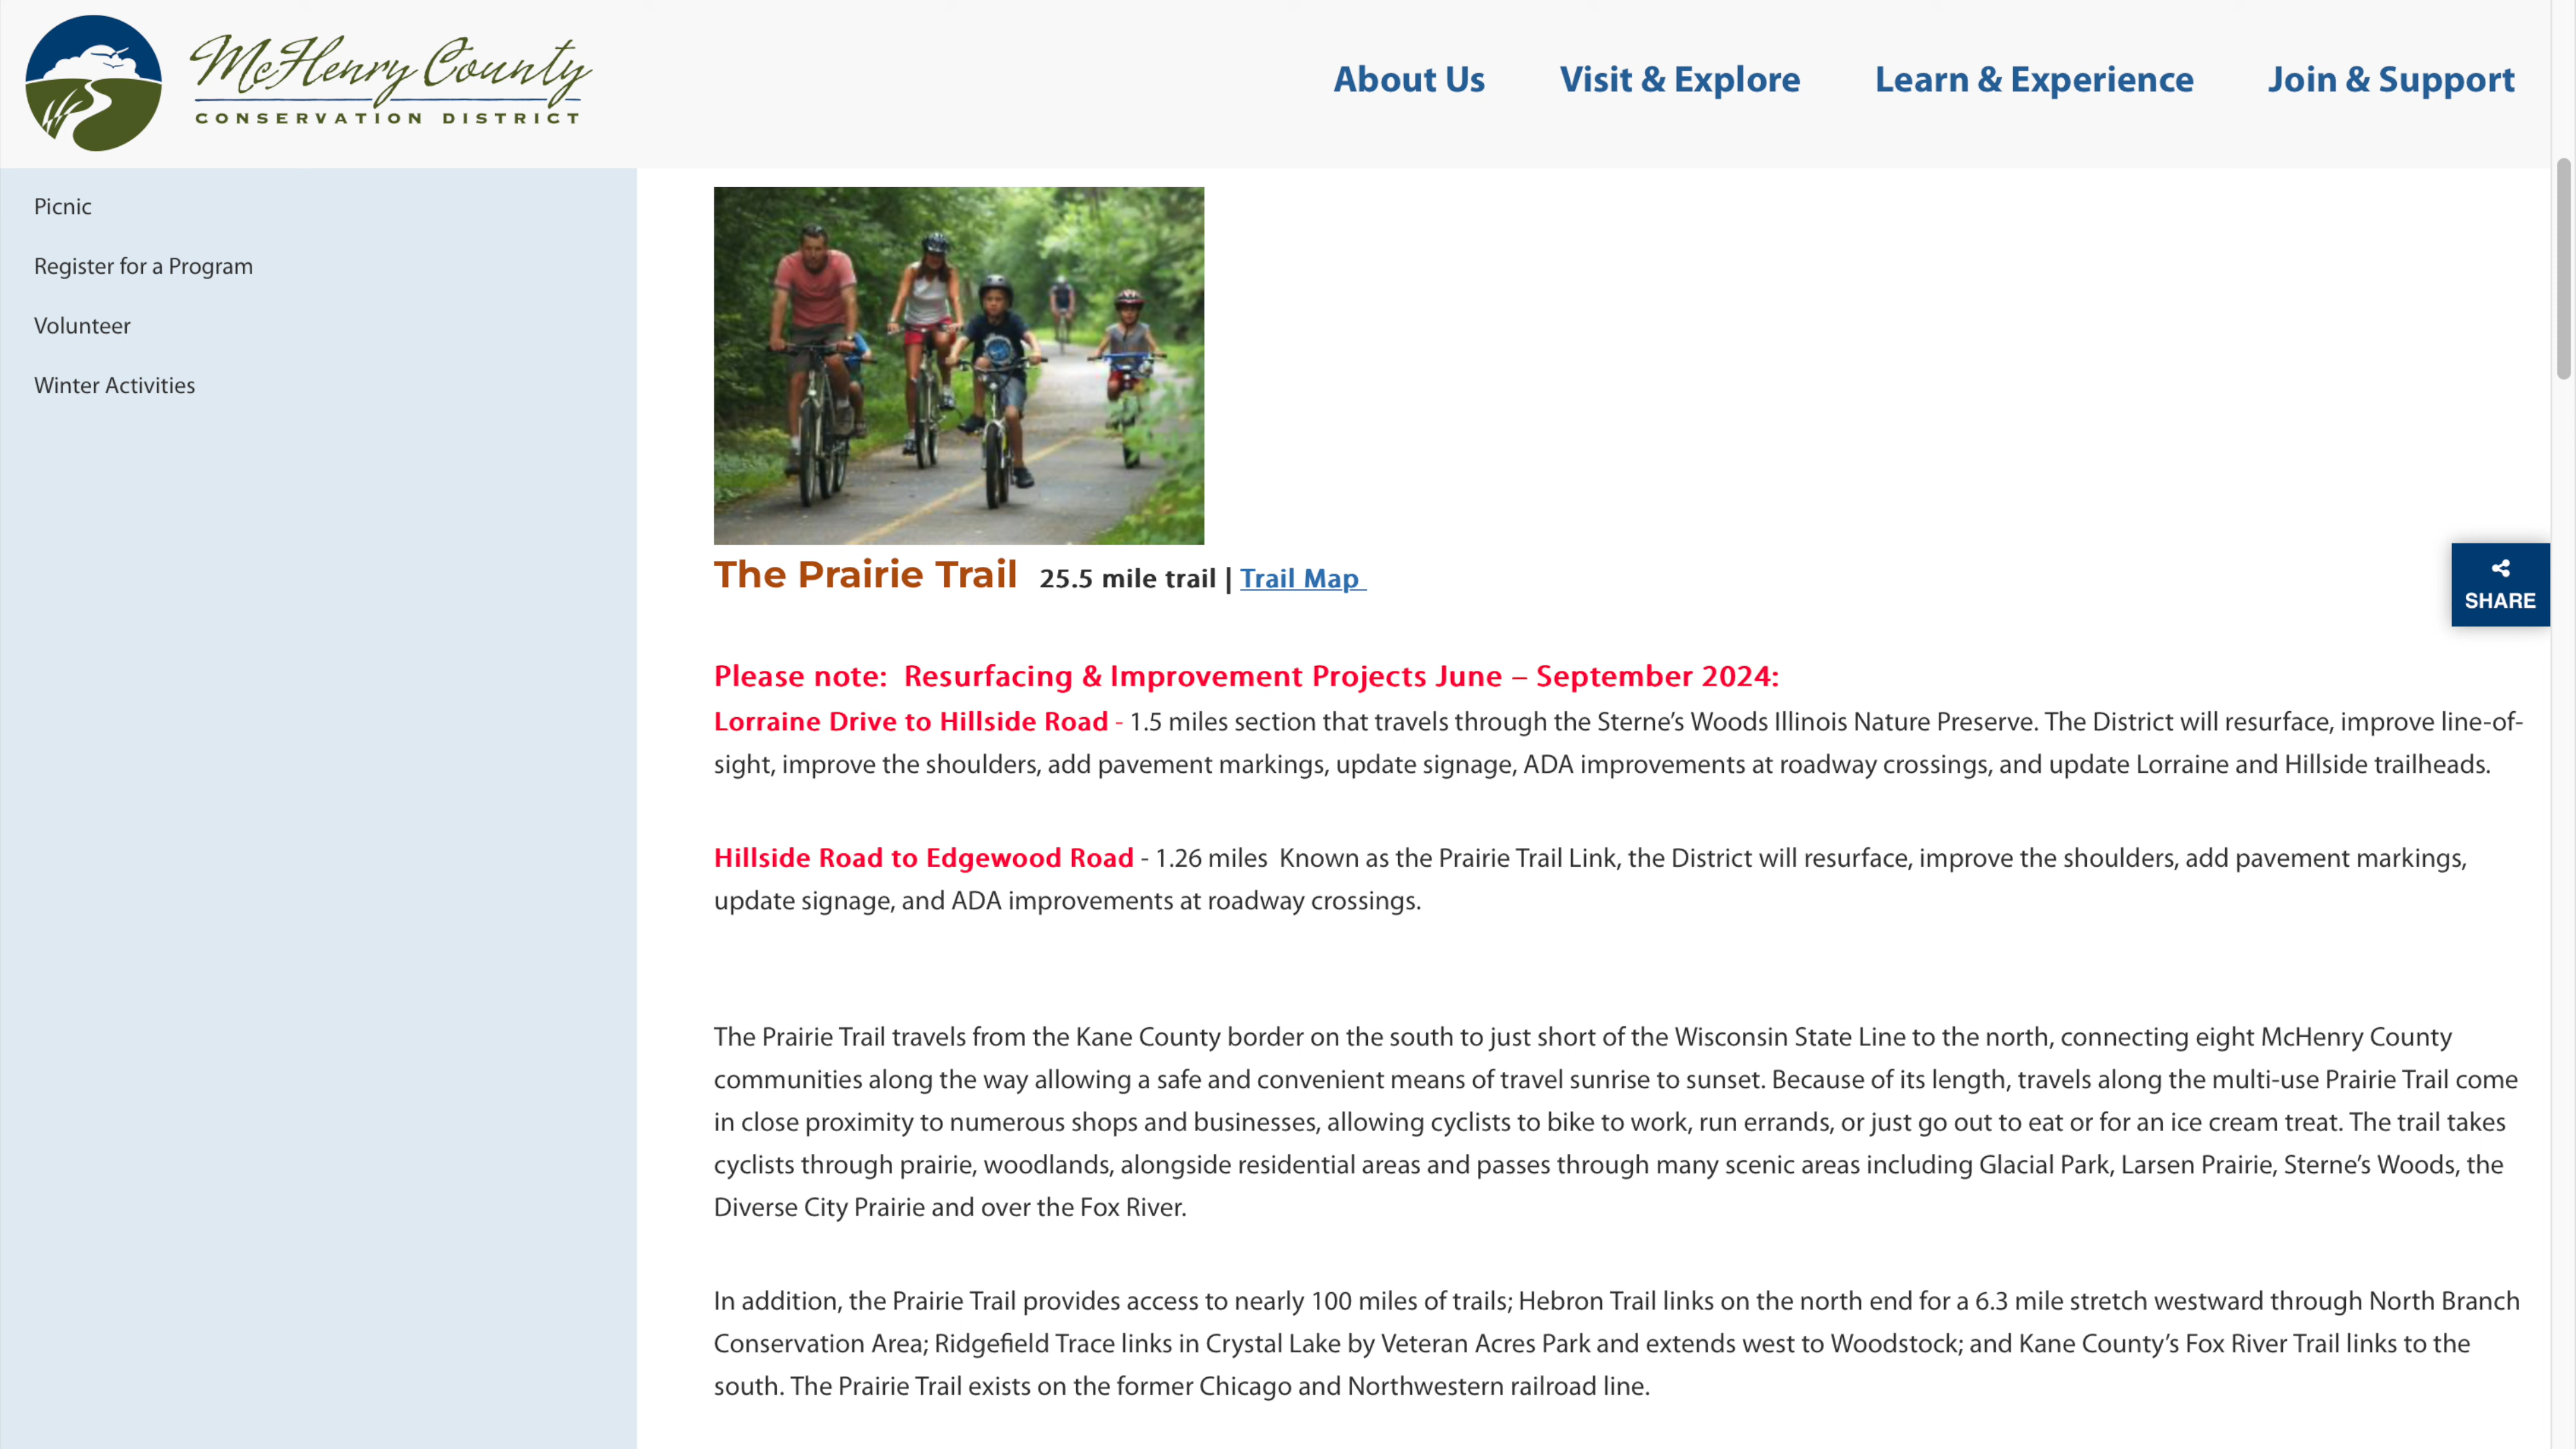 McHenry County
CONSERVATION DISTRICT
About Us
Visit & Explore
Learn & Experience
Join & Support
Picnic
Register for a Program
Volunteer
Winter Activities
The Prairie Trail 25.5 mile trail | Trail Map
SHARE
Please note: Resurfacing & Improvement Projects June – September 2024:
Lorraine Drive to Hillside Road - 1.5 miles section that travels through the Sterne’s Woods Illinois Nature Preserve. The District will resurface, improve line-of-
sight, improve the shoulders, add pavement markings, update signage, ADA improvements at roadway crossings, and update Lorraine and Hillside trailheads.
Hillside Road to Edgewood Road - 1.26 miles Known as the Prairie Trail Link, the District will resurface, improve the shoulders, add pavement markings,
update signage, and ADA improvements at roadway crossings.
The Prairie Trail travels from the Kane County border on the south to just short of the Wisconsin State Line to the north, connecting eight McHenry County
communities along the way allowing a safe and convenient means of travel sunrise to sunset. Because of its length, travels along the multi-use Prairie Trail come
in close proximity to numerous shops and businesses, allowing cyclists to bike to work, run errands, or just go out to eat or for an ice cream treat. The trail takes
cyclists through prairie, woodlands, alongside residential areas and passes through many scenic areas including Glacial Park, Larsen Prairie, Sterne’s Woods, the
Diverse City Prairie and over the Fox River.
In addition, the Prairie Trail provides access to nearly 100 miles of trails; Hebron Trail links on the north end for a 6.3 mile stretch westward through North Branch
Conservation Area; Ridgefield Trace links in Crystal Lake by Veteran Acres Park and extends west to Woodstock; and Kane County’s Fox River Trail links to the
south. The Prairie Trail exists on the former Chicago and Northwestern railroad line.